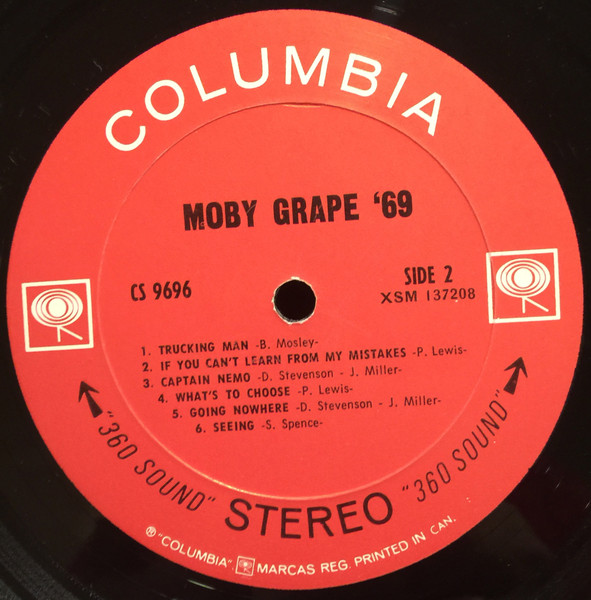 COLUMBIA
MOBY GRAPE '69
CS 9696
SIDE 2
XSM 137208
1. TRUCKING MAN -B. Mosley-
2. IF YOU CAN'T LEARN FROM MY MISTAKES -P. Lewis-
3. CAPTAIN NEMO -D. Stevenson - J. Miller-
4. WHAT'S TO CHOOSE -P. Lewis-
5. GOING NOWHERE -D. Stevenson - J. Miller-
6. SEEING -S. Spence-
"360 SOUND" STEREO "360 SOUND"
® "COLUMBIA" MARCAS REG. PRINTED IN CAN.